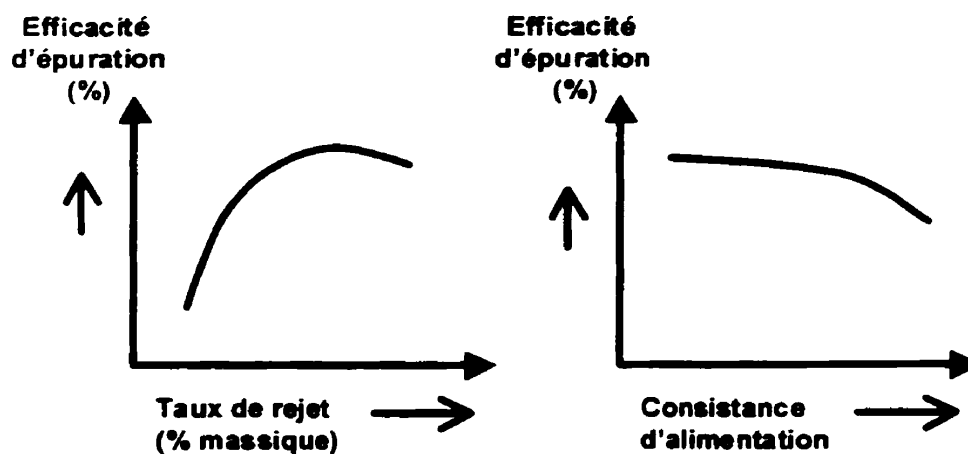 Efficacité
d'épuration
(%)
Taux de rejet
(% massique)
Efficacité
d'épuration
(%)
Consistance
d'alimentation